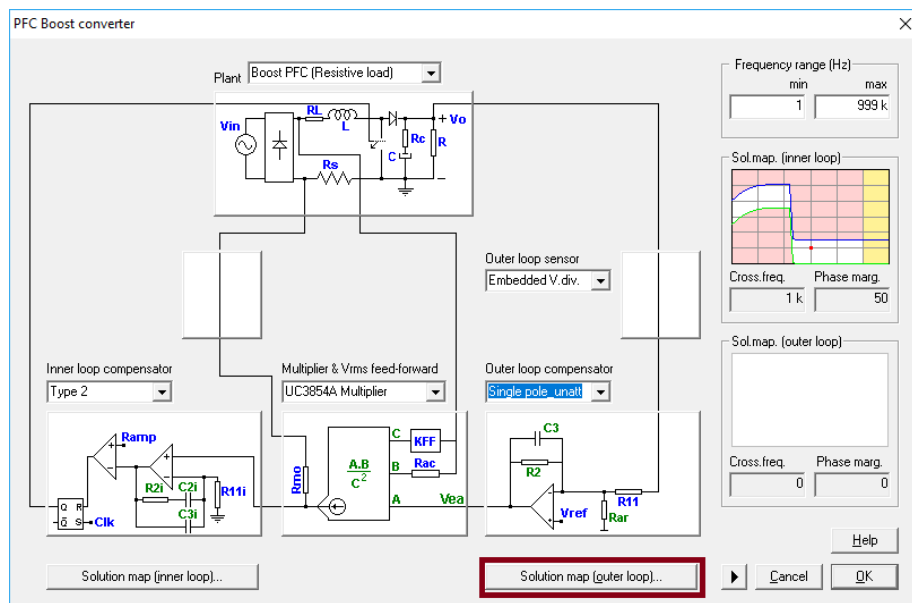 PFC Boost converter
Plant
Boost PFC (Resistive load)
Vin
RL
L
Rs
C
Rc
R
+ Vo
−
Outer loop sensor
Embedded V.div.
Inner loop compensator
Type 2
Multiplier & Vrms feed-forward
UC3854A Multiplier
Outer loop compensator
Single pole_unatt
Ramp
R2i
C2i
C3i
R11i
Q R
Q S
Clk
Rmo
A.B
C2
C
B
A
KFF
Rac
Vea
C3
R2
Vref
R11
Rar
Solution map (inner loop)...
Solution map (outer loop)...
Frequency range (Hz)
min max
1 999 k
Sol.map. (inner loop)
Cross.freq. Phase marg.
1 k 50
Sol.map. (outer loop)
Cross.freq. Phase marg.
0 0
Help
Cancel
OK